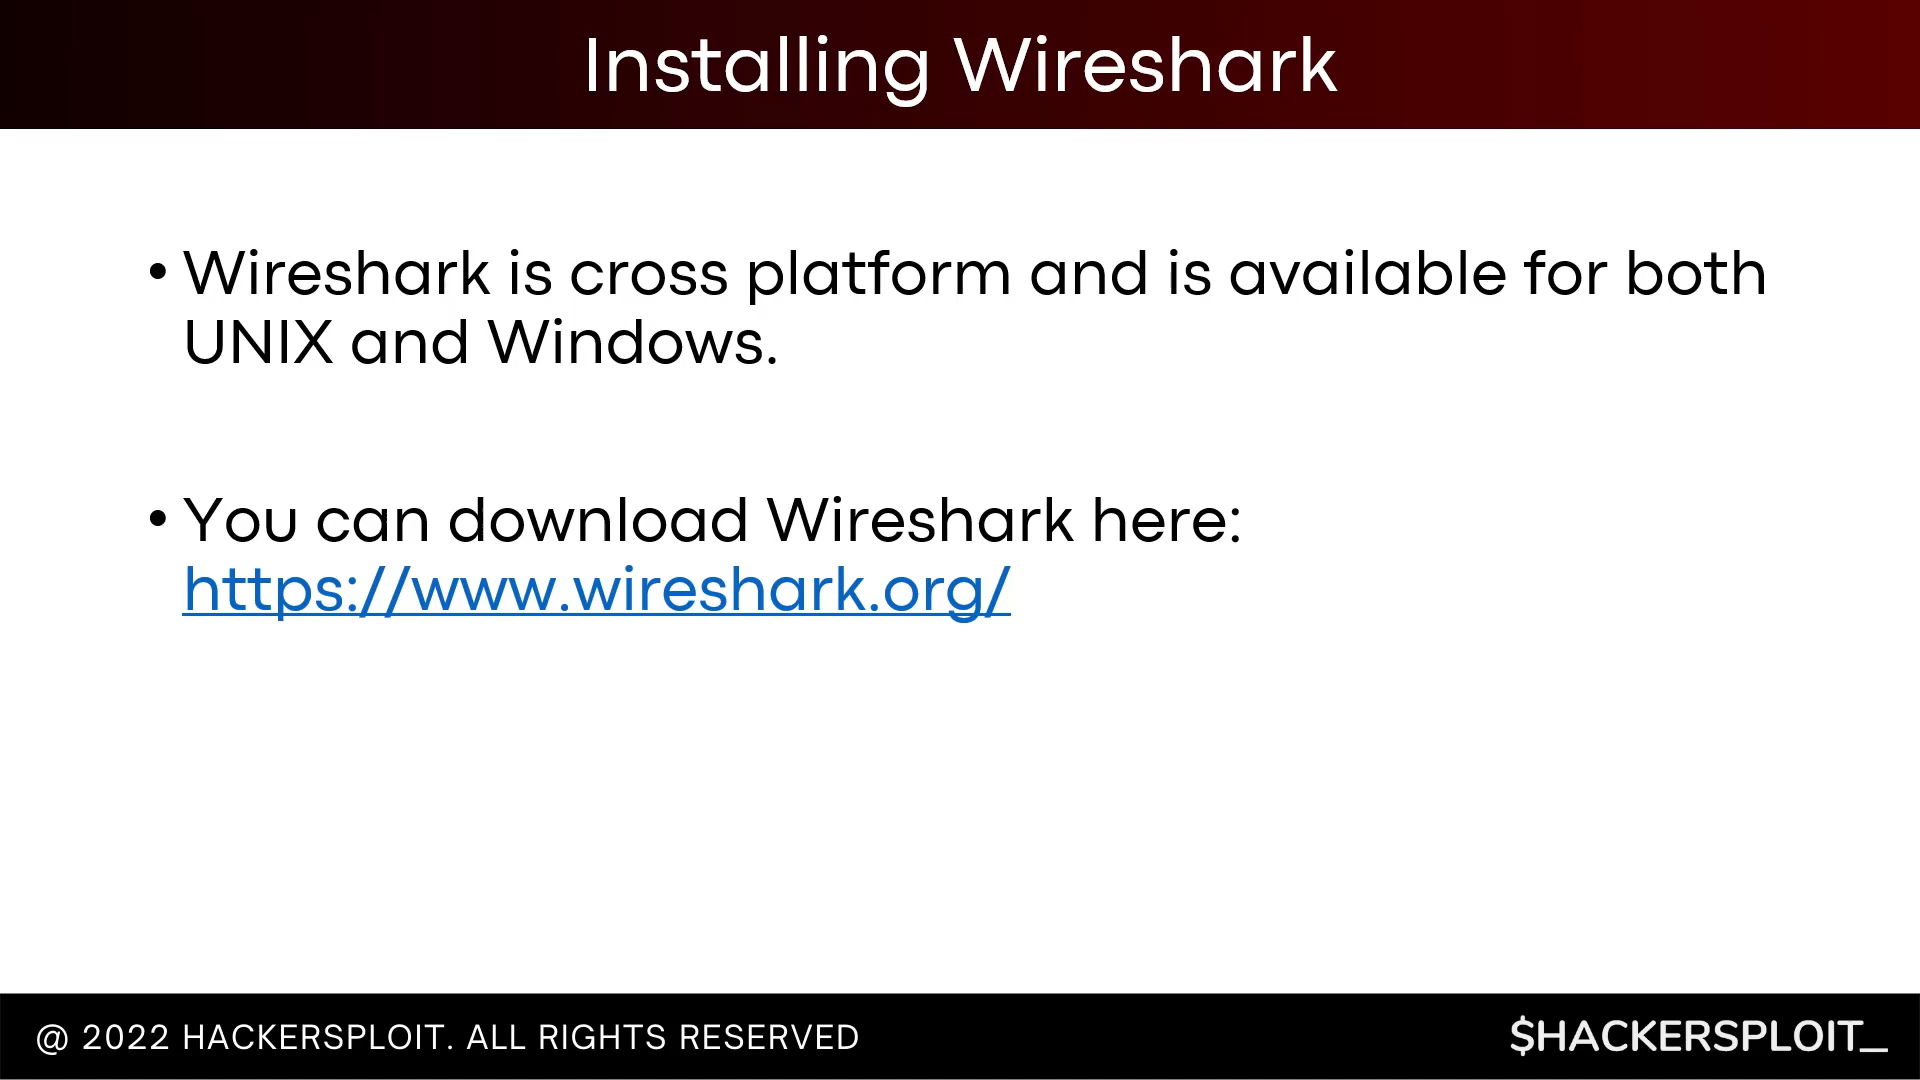 Installing Wireshark
• Wireshark is cross platform and is available for both
UNIX and Windows.
• You can download Wireshark here:
https://www.wireshark.org/
@ 2022 HACKERSPLOIT. ALL RIGHTS RESERVED
$HACKERSPLOIT_